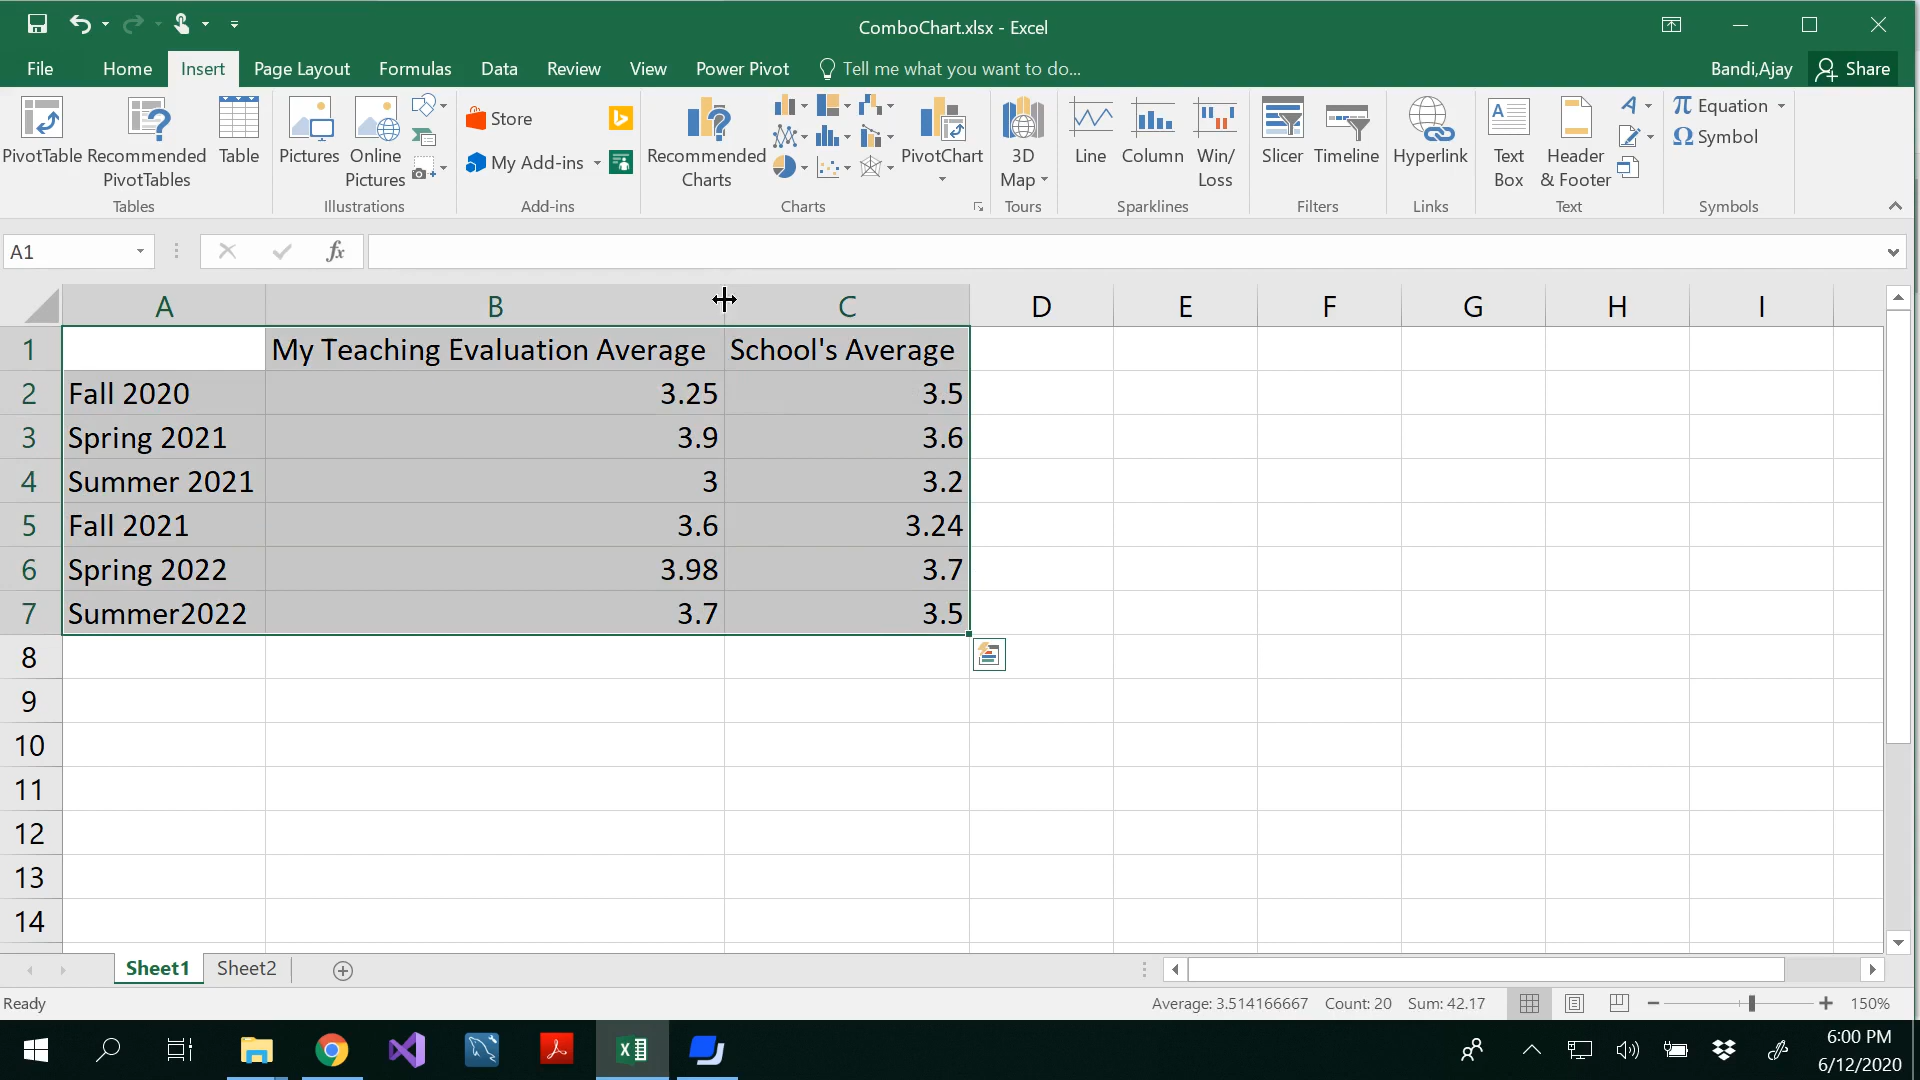 ComboChart.xlsx - Excel
File Home Insert Page Layout Formulas Data Review View Power Pivot Tell me what you want to do... Bandi,Ajay Share
PivotTable
Recommended
PivotTables
Table
Tables
Pictures
Online
Pictures
Illustrations
Store
My Add-ins
Add-ins
Recommended
Charts
PivotChart
Charts
3D
Map
Tours
Line
Column
Win/
Loss
Sparklines
Slicer
Timeline
Filters
Hyperlink
Links
Text
Box
Header
& Footer
Text
Equation
Symbol
Symbols
A1 fx
A B C D E F G H I
1 My Teaching Evaluation Average School's Average
2 Fall 2020 3.25 3.5
3 Spring 2021 3.9 3.6
4 Summer 2021 3 3.2
5 Fall 2021 3.6 3.24
6 Spring 2022 3.98 3.7
7 Summer2022 3.7 3.5
8
9
10
11
12
13
14
Sheet1 Sheet2
Ready Average: 3.514166667 Count: 20 Sum: 42.17 150%
6:00 PM
6/12/2020